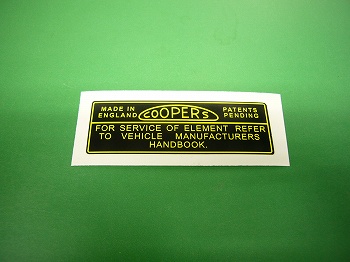 MADE IN ENGLAND COOPERS PATENTS PENDING
FOR SERVICE OF ELEMENT REFER
TO VEHICLE MANUFACTURERS
HANDBOOK.